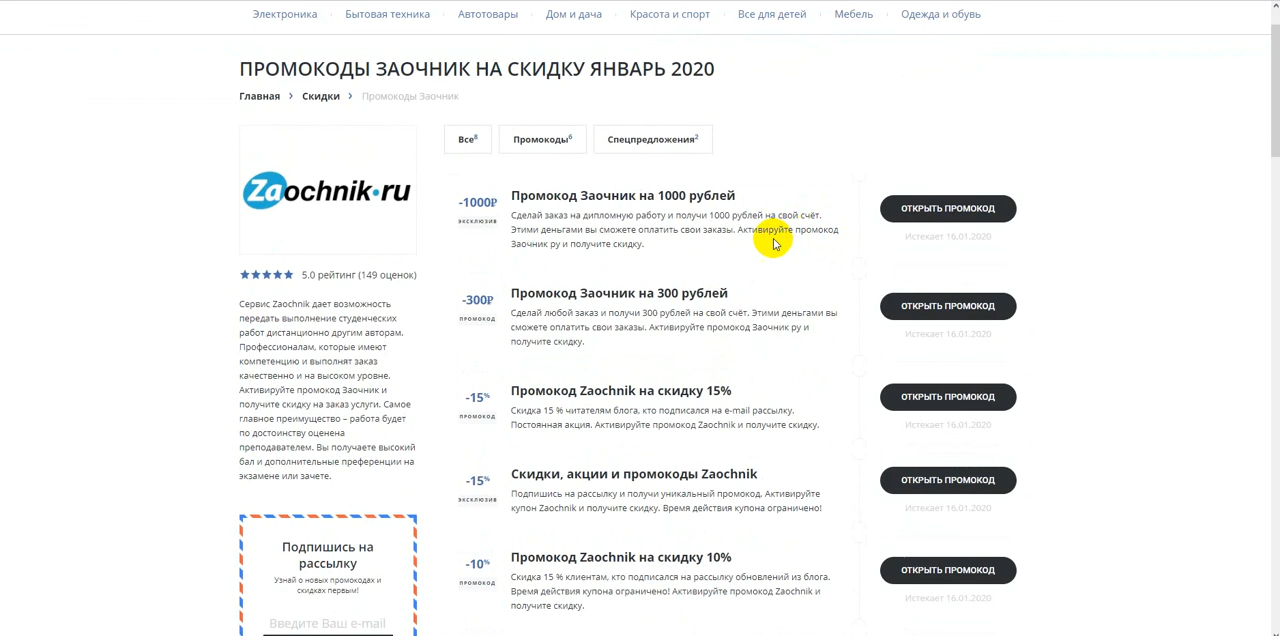 Электроника
Бытовая техника
Автотовары
Дом и дача
Красота и спорт
Все для детей
Мебель
Одежда и обувь
ПРОМОКОДЫ ЗАОЧНИК НА СКИДКУ ЯНВАРЬ 2020
Главная > Скидки > Промокоды Заочник
Zaochnik·ru
5.0 рейтинг (149 оценок)
Сервис Zaochnik дает возможность
передать выполнение студенческих
работ дистанционно другим авторам.
Профессионалам, которые имеют
компетенцию и выполнят заказ
качественно и на высоком уровне.
Активируйте промокод Заочник и
получите скидку на заказ услуги. Самое
главное преимущество – работа будет
по достоинству оценена
преподавателем. Вы получаете высокий
бал и дополнительные преференции на
экзамене или зачете.
Подпишись на
рассылку
Узнай о новых промокодах и
скидках первым!
Введите Ваш e-mail
Все8
Промокоды6
Спецпредложения2
-1000₽
ЭКСКЛЮЗИВ
Промокод Заочник на 1000 рублей
Сделай заказ на дипломную работу и получи 1000 рублей на свой счёт.
Этими деньгами вы сможете оплатить свои заказы. Активируйте промокод
Заочник ру и получите скидку.
ОТКРЫТЬ ПРОМОКОД
Истекает 16.01.2020
-300₽
ПРОМОКОД
Промокод Заочник на 300 рублей
Сделай любой заказ и получи 300 рублей на свой счёт. Этими деньгами вы
сможете оплатить свои заказы. Активируйте промокод Заочник ру и
получите скидку.
ОТКРЫТЬ ПРОМОКОД
Истекает 16.01.2020
-15%
ПРОМОКОД
Промокод Zaochnik на скидку 15%
Скидка 15 % читателям блога, кто подписался на e-mail рассылку.
Постоянная акция. Активируйте промокод Zaochnik и получите скидку.
ОТКРЫТЬ ПРОМОКОД
Истекает 16.01.2020
-15%
ЭКСКЛЮЗИВ
Скидки, акции и промокоды Zaochnik
Подпишись на рассылку и получи уникальный промокод. Активируйте
купон Zaochnik и получите скидку. Время действия купона ограничено!
ОТКРЫТЬ ПРОМОКОД
Истекает 16.01.2020
-10%
ПРОМОКОД
Промокод Zaochnik на скидку 10%
Скидка 15 % клиентам, кто подписался на рассылку обновлений из блога.
Время действия купона ограничено! Активируйте промокод Zaochnik и
получите скидку.
ОТКРЫТЬ ПРОМОКОД
Истекает 16.01.2020